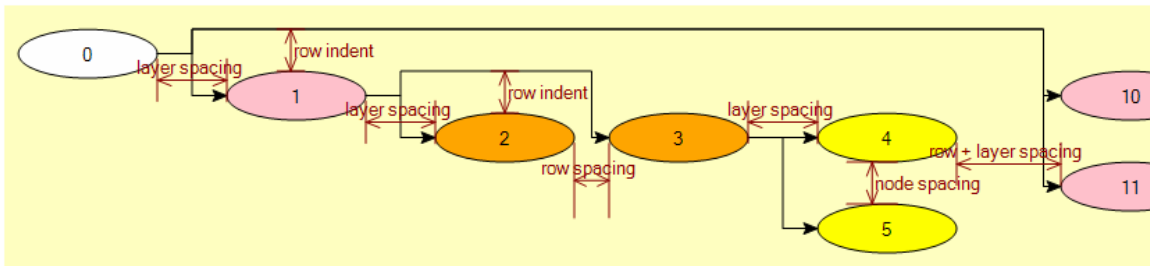 0
layer spacing
row indent
1
layer spacing
row indent
2
row spacing
3
layer spacing
4
row + layer spacing
node spacing
5
10
11